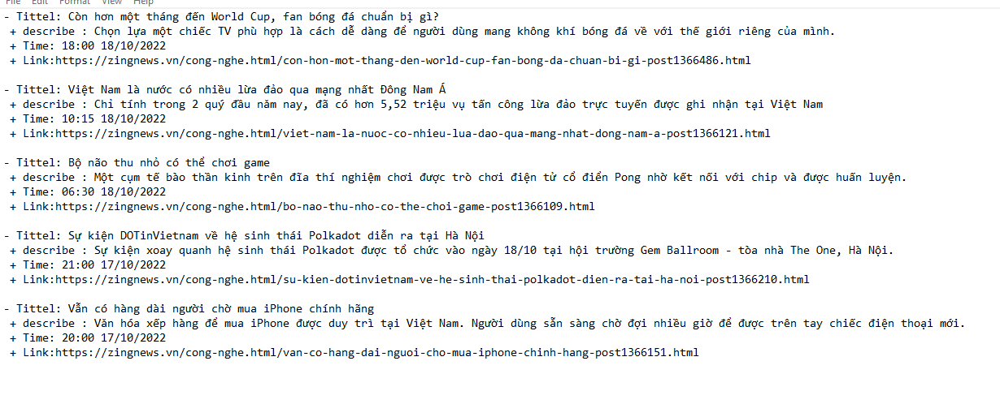 File Edit Format View Help
- Tittel: Còn hơn một tháng đến World Cup, fan bóng đá chuẩn bị gì?
+ describe : Chọn lựa một chiếc TV phù hợp là cách dễ dàng để người dùng mang không khí bóng đá về với thế giới riêng của mình.
+ Time: 18:00 18/10/2022
+ Link:https://zingnews.vn/cong-nghe.html/con-hon-mot-thang-den-world-cup-fan-bong-da-chuan-bi-gi-post1366486.html
- Tittel: Việt Nam là nước có nhiều lừa đảo qua mạng nhất Đông Nam Á
+ describe : Chỉ tính trong 2 quý đầu năm nay, đã có hơn 5,52 triệu vụ tấn công lừa đảo trực tuyến được ghi nhận tại Việt Nam
+ Time: 10:15 18/10/2022
+ Link:https://zingnews.vn/cong-nghe.html/viet-nam-la-nuoc-co-nhieu-lua-dao-qua-mang-nhat-dong-nam-a-post1366121.html
- Tittel: Bộ não thu nhỏ có thể chơi game
+ describe : Một cụm tế bào thần kinh trên đĩa thí nghiệm chơi được trò chơi điện tử cổ điển Pong nhờ kết nối với chip và được huấn luyện.
+ Time: 06:30 18/10/2022
+ Link:https://zingnews.vn/cong-nghe.html/bo-nao-thu-nho-co-the-choi-game-post1366109.html
- Tittel: Sự kiện DOTinVietnam về hệ sinh thái Polkadot diễn ra tại Hà Nội
+ describe : Sự kiện xoay quanh hệ sinh thái Polkadot được tổ chức vào ngày 18/10 tại hội trường Gem Ballroom - tòa nhà The One, Hà Nội.
+ Time: 21:00 17/10/2022
+ Link:https://zingnews.vn/cong-nghe.html/su-kien-dotinvietnam-ve-he-sinh-thai-polkadot-dien-ra-tai-ha-noi-post1366210.html
- Tittel: Vẫn có hàng dài người chờ mua iPhone chính hãng
+ describe : Văn hóa xếp hàng để mua iPhone được duy trì tại Việt Nam. Người dùng sẵn sàng chờ đợi nhiều giờ để được trên tay chiếc điện thoại mới.
+ Time: 20:00 17/10/2022
+ Link:https://zingnews.vn/cong-nghe.html/van-co-hang-dai-nguoi-cho-mua-iphone-chinh-hang-post1366151.html